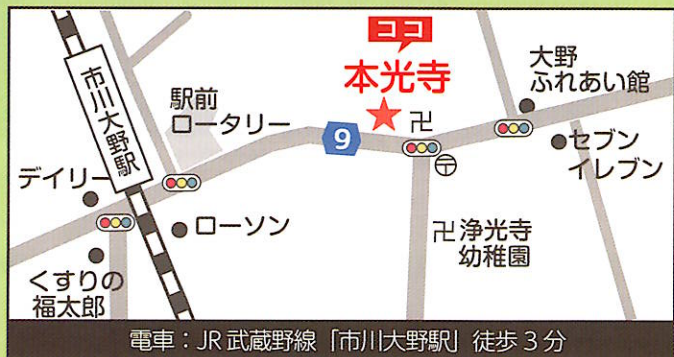 ココ
本光寺
大野
ふれあい館
市川大野駅
駅前
ロータリー
9
卍
セブン
イレブン
デイリー
〒
ローソン
卍浄光寺
幼稚園
くすりの
福太郎
電車：JR武蔵野線「市川大野駅」徒歩3分